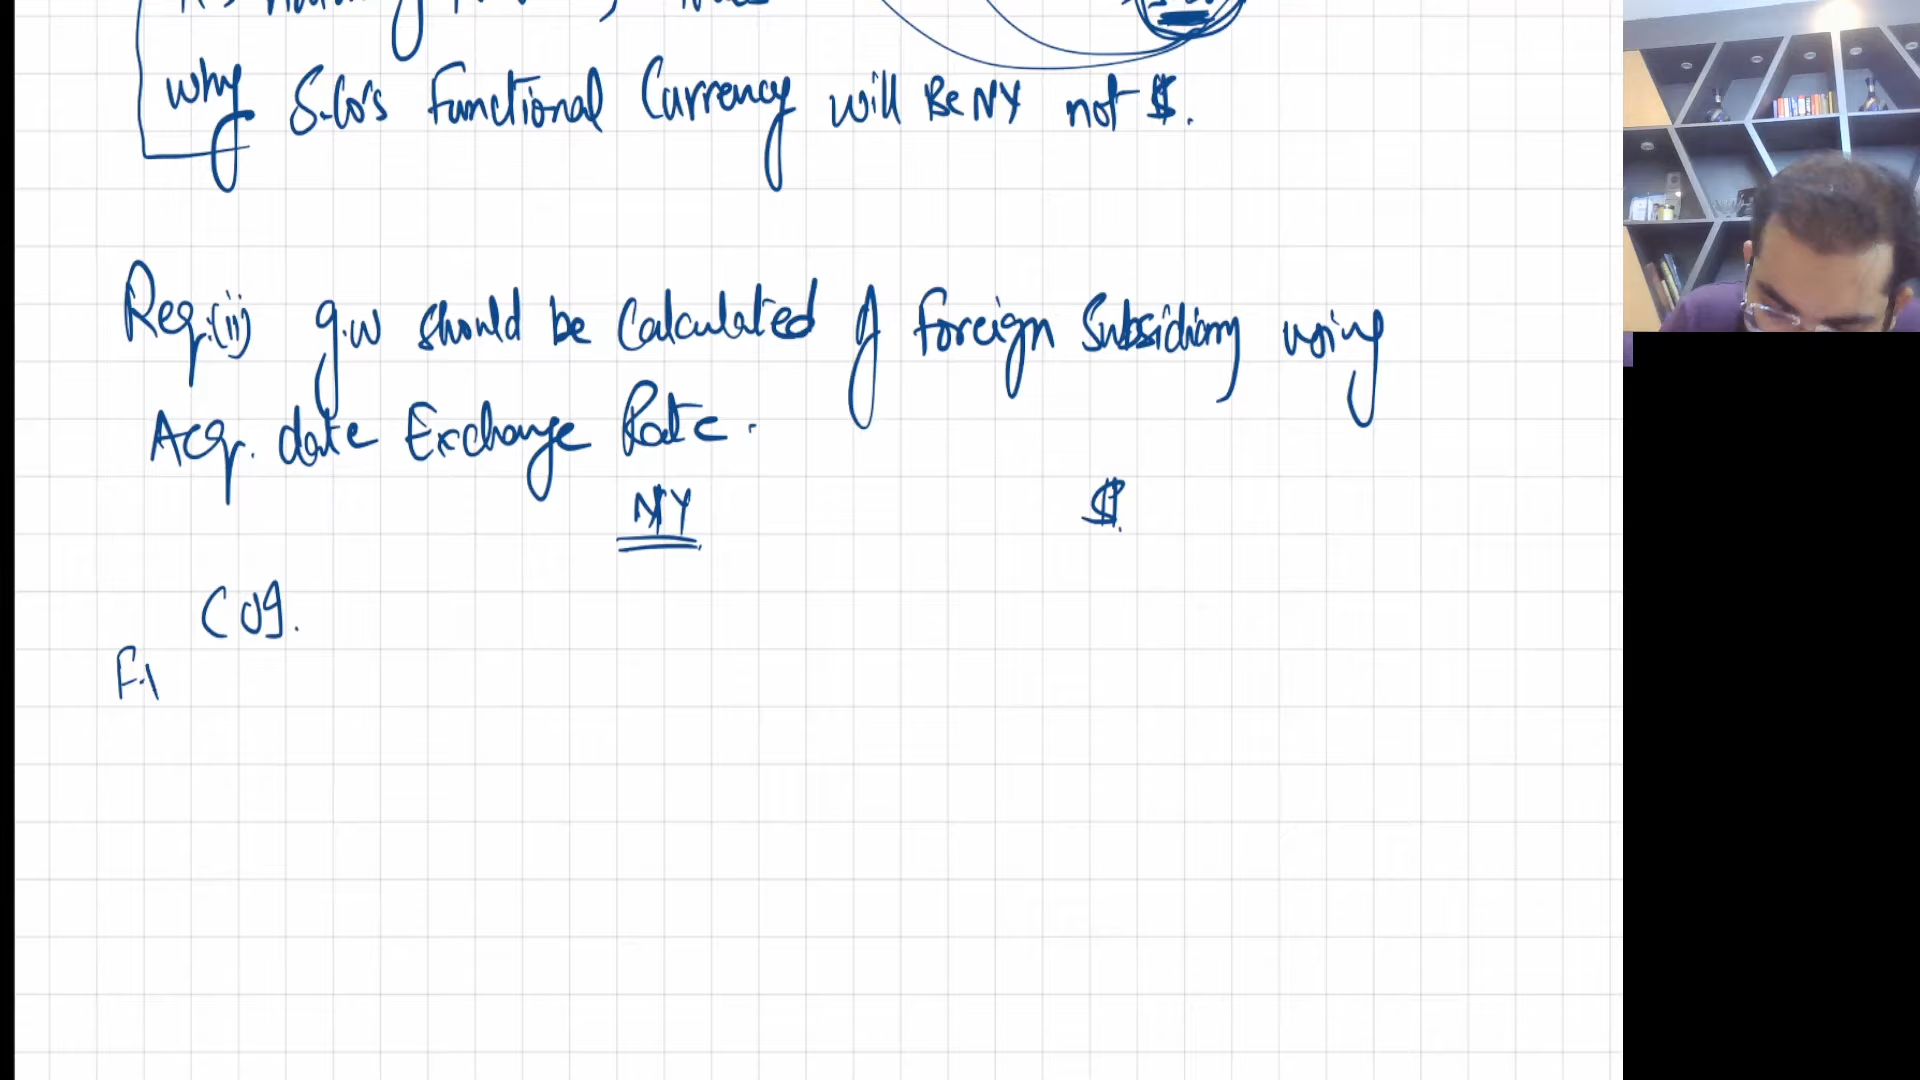 why S.Co's Functional Currency will Be NY not $.
Req.(ii) g.w should be Calculated of foreign Subsidiary using
Acq. date Exchange Rate.
NY $
COI.
F.V